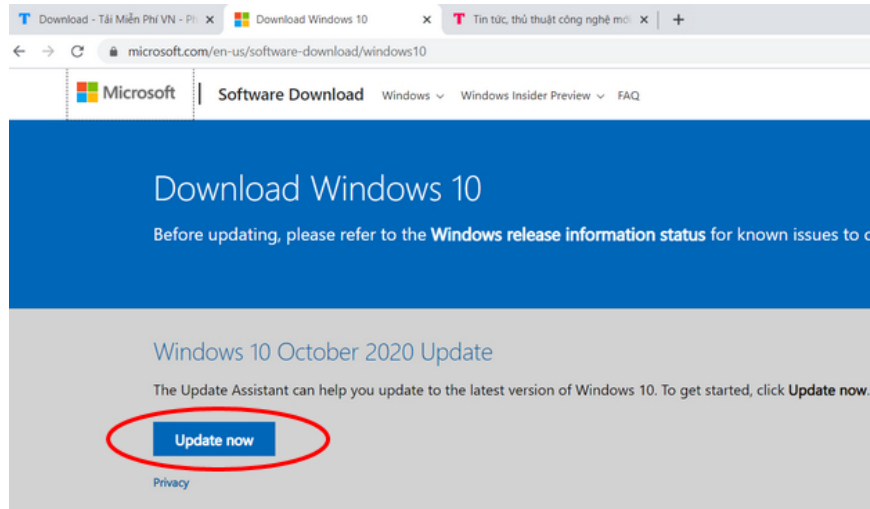 Download - Tải Miễn Phí VN - Ph
Download Windows 10
Tin tức, thủ thuật công nghệ mới
microsoft.com/en-us/software-download/windows10
Microsoft
Software Download
Windows
Windows Insider Preview
FAQ
Download Windows 10
Before updating, please refer to the Windows release information status for known issues to c
Windows 10 October 2020 Update
The Update Assistant can help you update to the latest version of Windows 10. To get started, click Update now.
Update now
Privacy